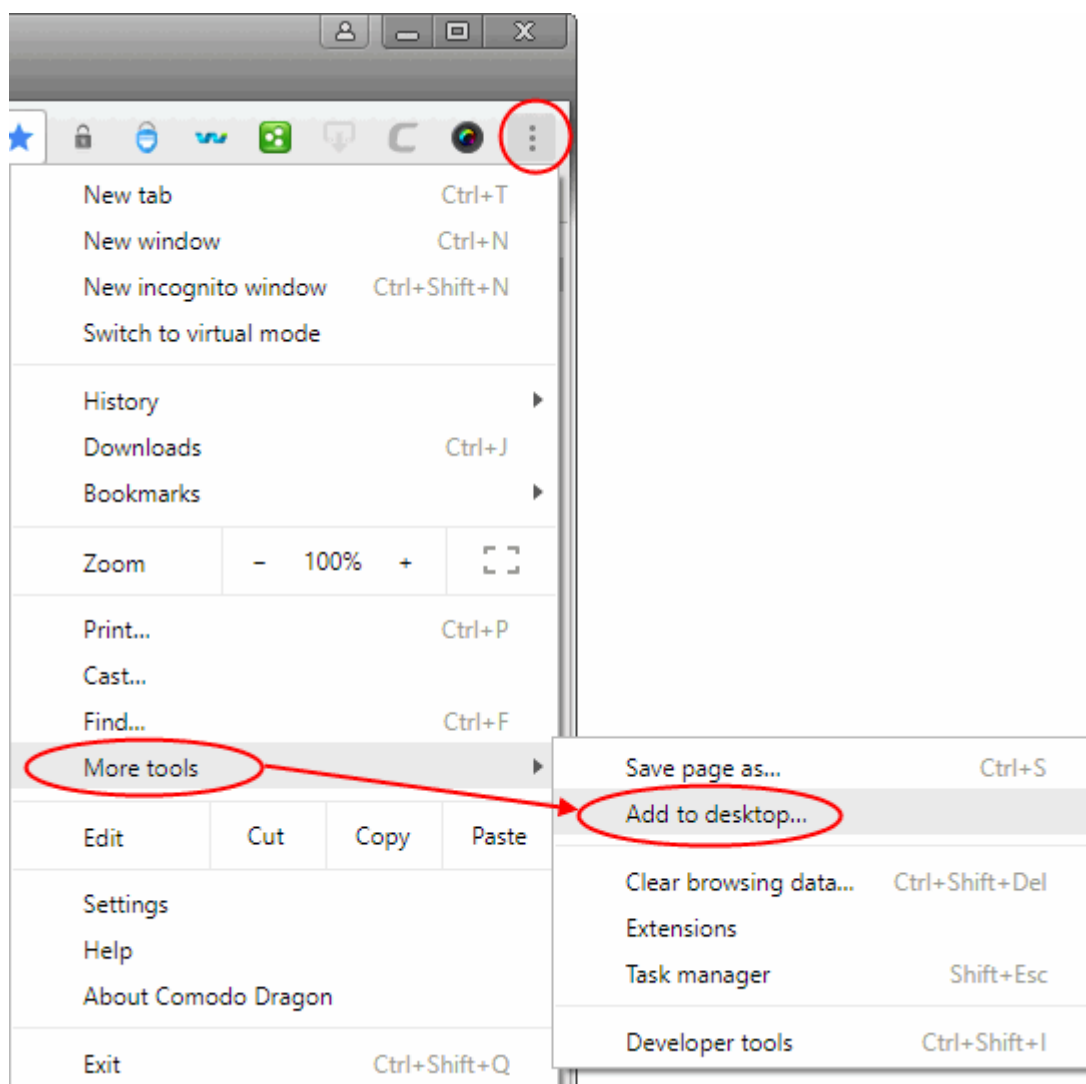 New tab Ctrl+T
New window Ctrl+N
New incognito window Ctrl+Shift+N
Switch to virtual mode
History
Downloads Ctrl+J
Bookmarks
Zoom - 100% +
Print... Ctrl+P
Cast...
Find... Ctrl+F
More tools
Save page as... Ctrl+S
Add to desktop...
Edit Cut Copy Paste
Clear browsing data... Ctrl+Shift+Del
Settings
Extensions
Help
Task manager Shift+Esc
About Comodo Dragon
Developer tools Ctrl+Shift+I
Exit Ctrl+Shift+Q